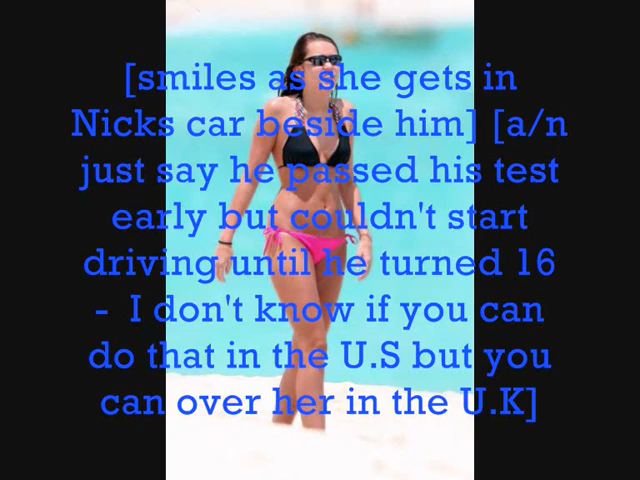 [smiles as she gets in
Nicks car beside him] [a/n
just say he passed his test
early but couldn't start
driving until he turned 16
- I don't know if you can
do that in the U.S but you
can over her in the U.K]